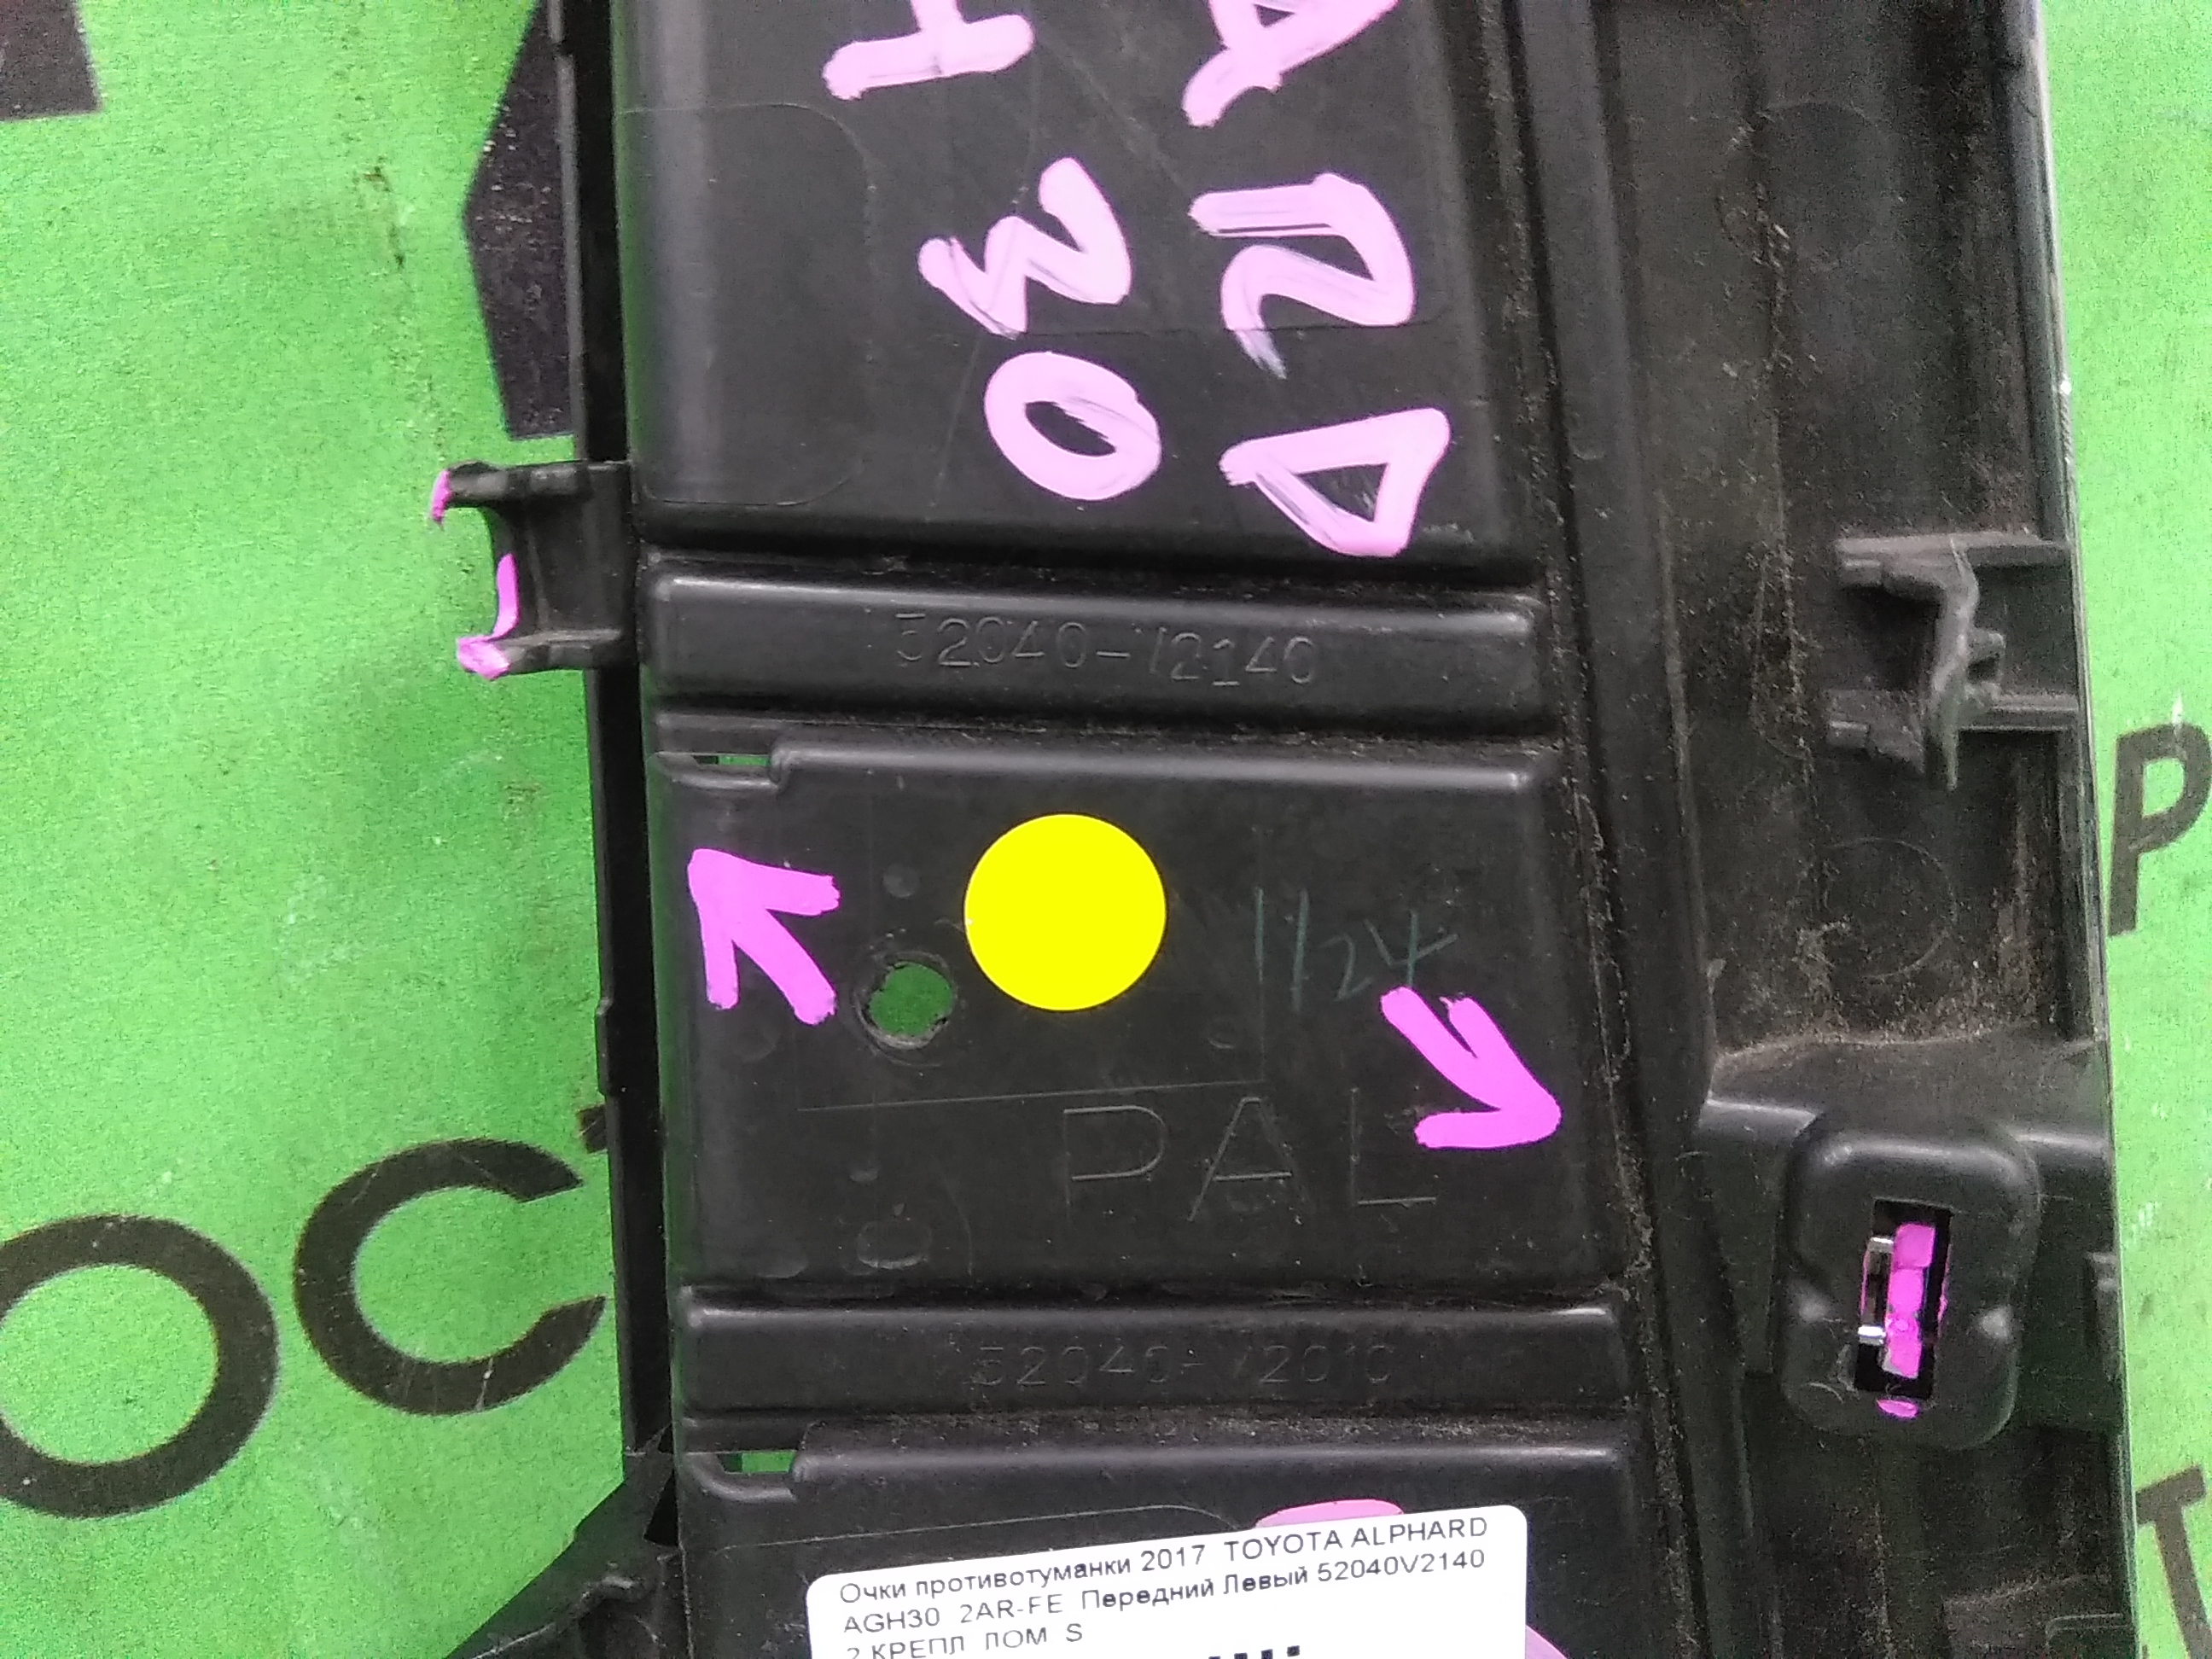 30
52040-V2140
1/24
PAL
52040-V2010
Очки противотуманки 2017 TOYOTA ALPHARD
AGH30 2AR-FE Передний Левый 52040V2140
2 КРЕПЛ ЛОМ S
ОС
Р
Т